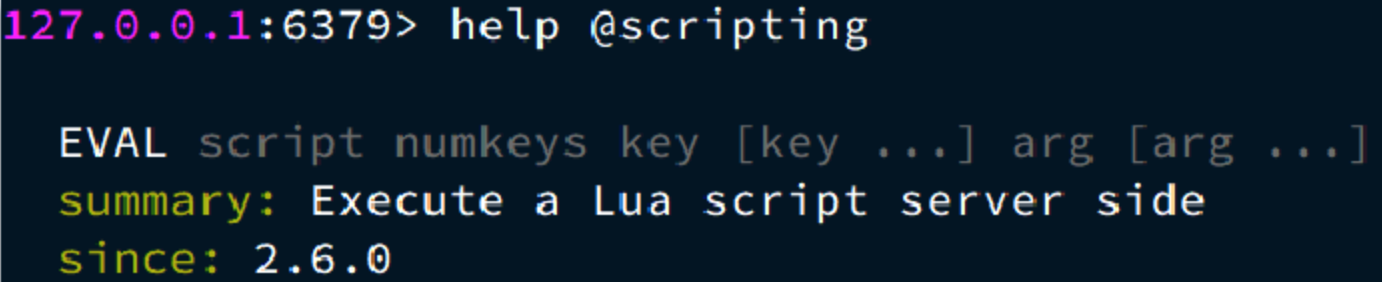 127.0.0.1:6379> help @scripting
EVAL script numkeys key [key ...] arg [arg ...]
summary: Execute a Lua script server side
since: 2.6.0